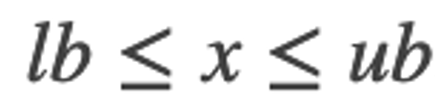 lb ≤ x ≤ ub